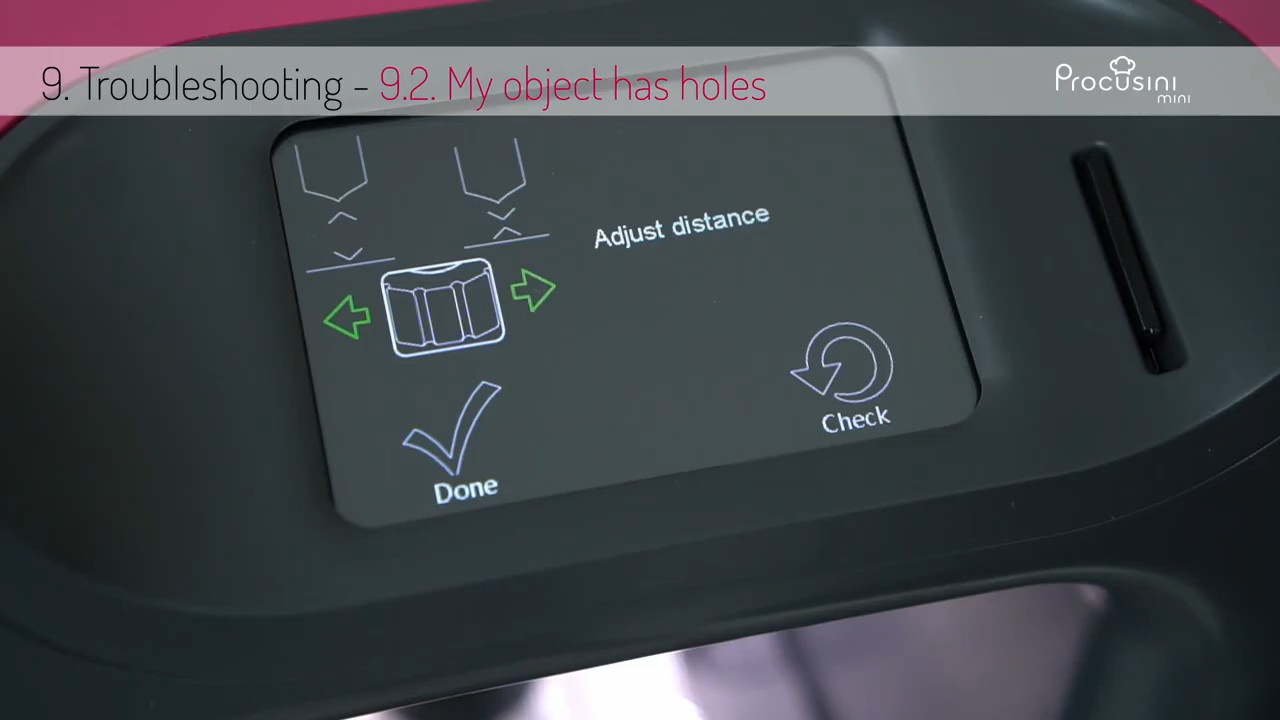 9. Troubleshooting - 9.2. My object has holes
Procusini
mini
Adjust distance
Check
Done